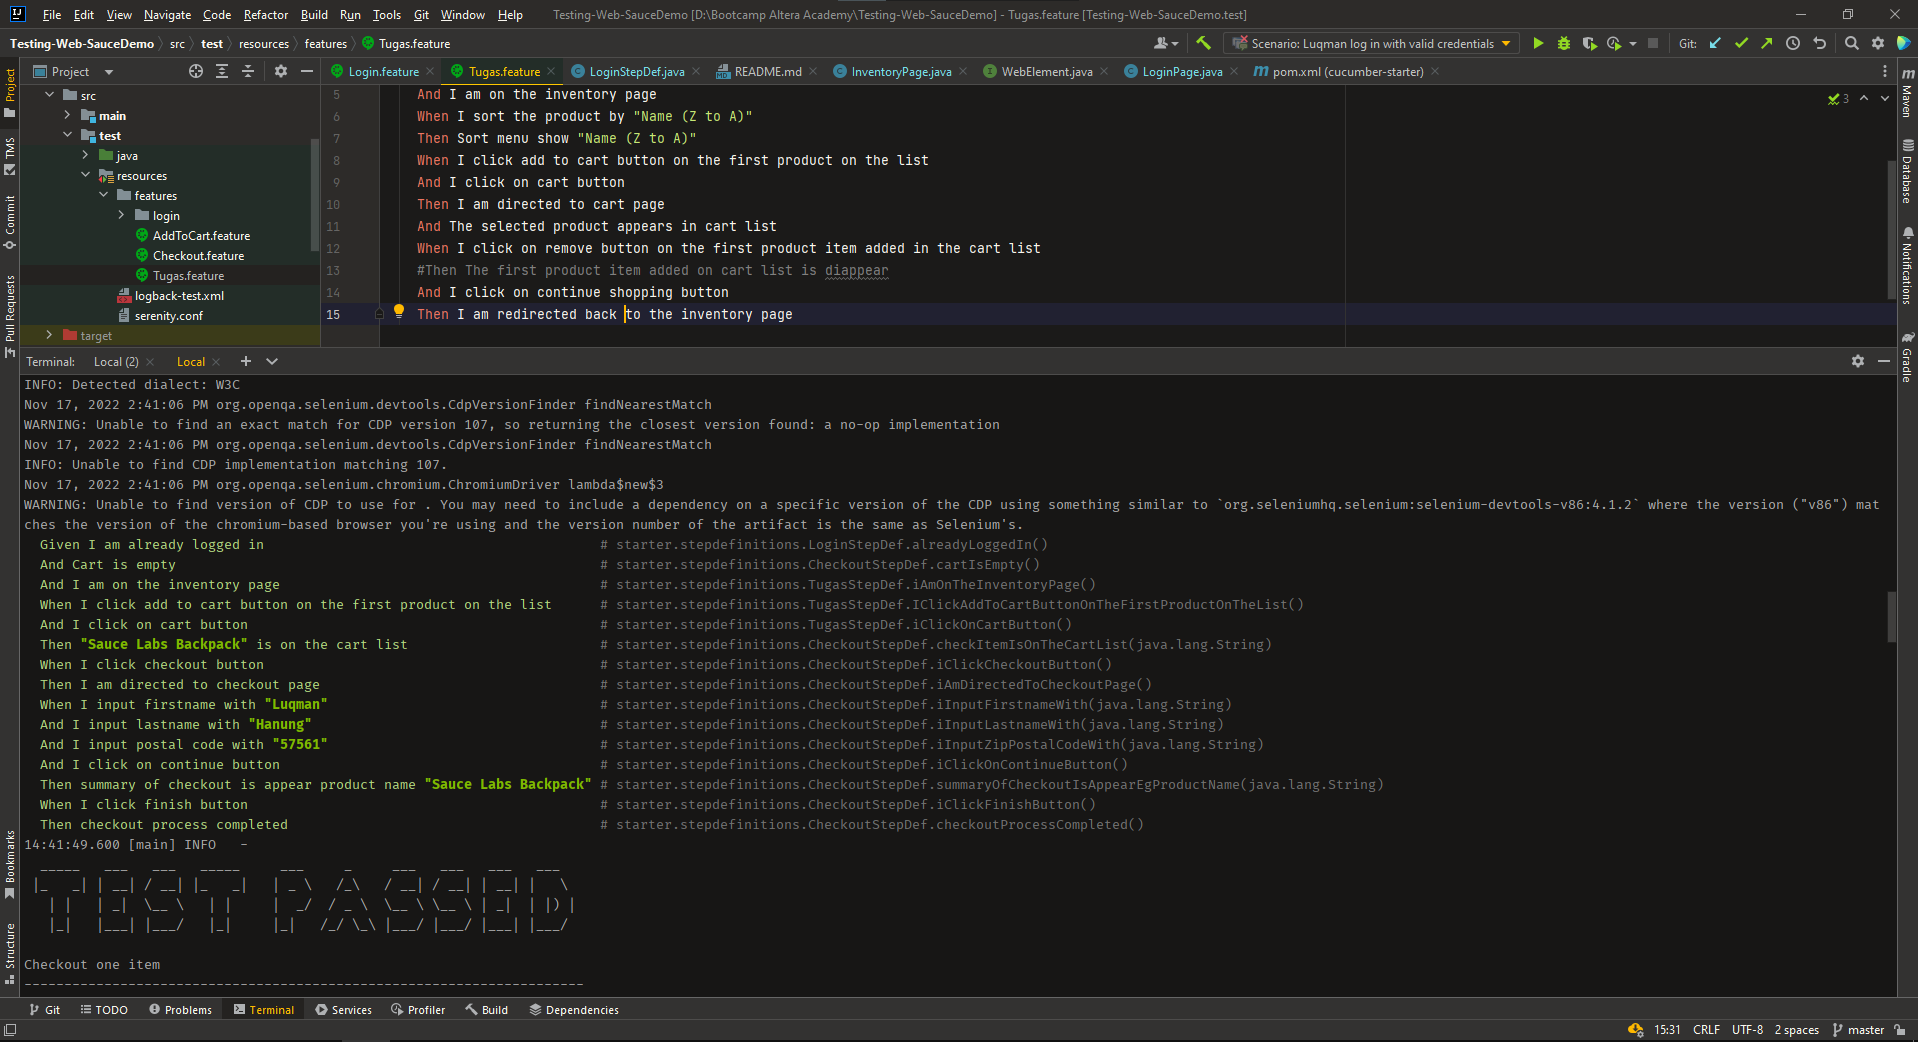 File Edit View Navigate Code Refactor Build Run Tools Git Window Help Testing-Web-SauceDemo [D:\Bootcamp Altera Academy\Testing-Web-SauceDemo] - Tugas.feature [Testing-Web-SauceDemo.test]
Testing-Web-SauceDemo src test resources features Tugas.feature Scenario: Luqman log in with valid credentials Git:
Project Login.feature Tugas.feature LoginStepDef.java README.md InventoryPage.java WebElement.java LoginPage.java pom.xml (cucumber-starter)
src
main
test
java
resources
features
login
AddToCart.feature
Checkout.feature
Tugas.feature
logback-test.xml
serenity.conf
target
5 And I am on the inventory page
6 When I sort the product by "Name (Z to A)"
7 Then Sort menu show "Name (Z to A)"
8 When I click add to cart button on the first product on the list
9 And I click on cart button
10 Then I am directed to cart page
11 And The selected product appears in cart list
12 When I click on remove button on the first product item added in the cart list
13 #Then The first product item added on cart list is diappear
14 And I click on continue shopping button
15 Then I am redirected back to the inventory page
3
Project
TMS
Commit
Pull Requests
Bookmarks
Structure
Maven
Database
Notifications
Gradle
Terminal: Local (2) Local
INFO: Detected dialect: W3C
Nov 17, 2022 2:41:06 PM org.openqa.selenium.devtools.CdpVersionFinder findNearestMatch
WARNING: Unable to find an exact match for CDP version 107, so returning the closest version found: a no-op implementation
Nov 17, 2022 2:41:06 PM org.openqa.selenium.devtools.CdpVersionFinder findNearestMatch
INFO: Unable to find CDP implementation matching 107.
Nov 17, 2022 2:41:06 PM org.openqa.selenium.chromium.ChromiumDriver lambda$new$3
WARNING: Unable to find version of CDP to use for . You may need to include a dependency on a specific version of the CDP using something similar to `org.seleniumhq.selenium:selenium-devtools-v86:4.1.2` where the version ("v86") mat
ches the version of the chromium-based browser you're using and the version number of the artifact is the same as Selenium's.
Given I am already logged in # starter.stepdefinitions.LoginStepDef.alreadyLoggedIn()
And Cart is empty # starter.stepdefinitions.CheckoutStepDef.cartIsEmpty()
And I am on the inventory page # starter.stepdefinitions.TugasStepDef.iAmOnTheInventoryPage()
When I click add to cart button on the first product on the list # starter.stepdefinitions.TugasStepDef.IClickAddToCartButtonOnTheFirstProductOnTheList()
And I click on cart button # starter.stepdefinitions.TugasStepDef.iClickOnCartButton()
Then "Sauce Labs Backpack" is on the cart list # starter.stepdefinitions.CheckoutStepDef.checkItemIsOnTheCartList(java.lang.String)
When I click checkout button # starter.stepdefinitions.CheckoutStepDef.iClickCheckoutButton()
Then I am directed to checkout page # starter.stepdefinitions.CheckoutStepDef.iAmDirectedToCheckoutPage()
When I input firstname with "Luqman" # starter.stepdefinitions.CheckoutStepDef.iInputFirstnameWith(java.lang.String)
And I input lastname with "Hanung" # starter.stepdefinitions.CheckoutStepDef.iInputLastnameWith(java.lang.String)
And I input postal code with "57561" # starter.stepdefinitions.CheckoutStepDef.iInputZipPostalCodeWith(java.lang.String)
And I click on continue button # starter.stepdefinitions.CheckoutStepDef.iClickOnContinueButton()
Then summary of checkout is appear product name "Sauce Labs Backpack" # starter.stepdefinitions.CheckoutStepDef.summaryOfCheckoutIsAppearEgProductName(java.lang.String)
When I click finish button # starter.stepdefinitions.CheckoutStepDef.iClickFinishButton()
Then checkout process completed # starter.stepdefinitions.CheckoutStepDef.checkoutProcessCompleted()
14:41:49.600 [main] INFO -
TEST PASSED
Checkout one item
----------------------------------------------------------------------
Git TODO Problems Terminal Services Profiler Build Dependencies
15:31 CRLF UTF-8 2 spaces master